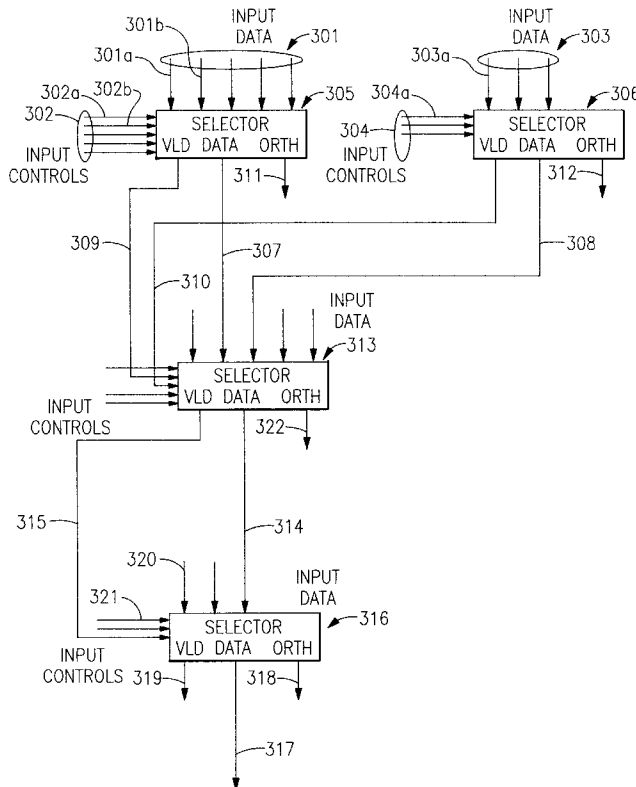 INPUT
DATA
301
301b
301a
302a
302b
302
305
SELECTOR
VLD DATA ORTH
INPUT
CONTROLS
311
INPUT
DATA
303
303a
304a
304
306
SELECTOR
VLD DATA ORTH
INPUT
CONTROLS
312
309
307
310
308
INPUT
DATA
313
SELECTOR
VLD DATA ORTH
INPUT
CONTROLS
322
315
314
320
INPUT
DATA
321
316
SELECTOR
VLD DATA ORTH
INPUT
CONTROLS
319
318
317